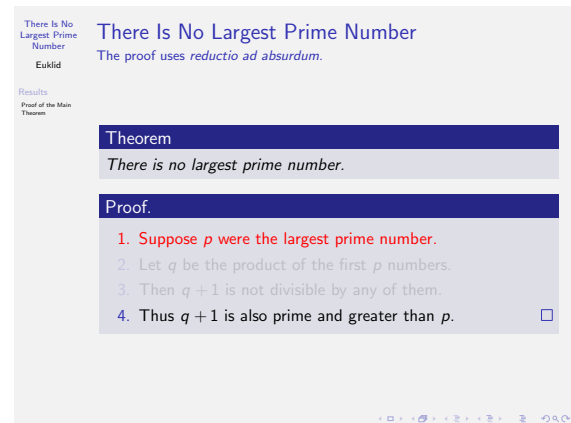 There Is No
Largest Prime
Number
Euklid
Results
Proof of the Main
Theorem
There Is No Largest Prime Number
The proof uses reductio ad absurdum.
Theorem
There is no largest prime number.
Proof.
1. Suppose p were the largest prime number.
2. Let q be the product of the first p numbers.
3. Then q + 1 is not divisible by any of them.
4. Thus q + 1 is also prime and greater than p. □